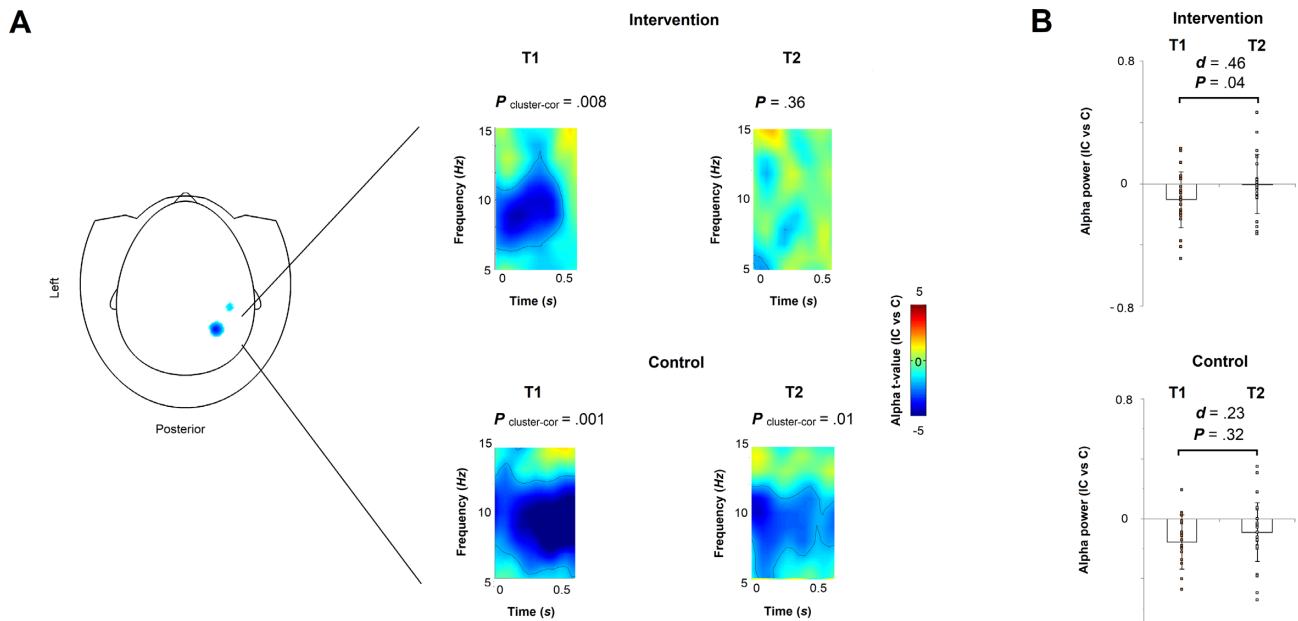 A
Intervention
T1
T2
P cluster-cor = .008
P = .36
15
10
5
Frequency (Hz)
0
0.5
Time (s)
15
10
5
Frequency (Hz)
0
0.5
Time (s)
Left
Posterior
5
0
-5
Alpha t-value (IC vs C)
Control
T1
T2
P cluster-cor = .001
P cluster-cor = .01
15
10
5
Frequency (Hz)
0
0.5
Time (s)
15
10
5
Frequency (Hz)
0
0.5
Time (s)
B
Intervention
T1
T2
d = .46
P = .04
0.8
0
- 0.8
Alpha power (IC vs C)
Control
T1
T2
d = .23
P = .32
0.8
0
Alpha power (IC vs C)